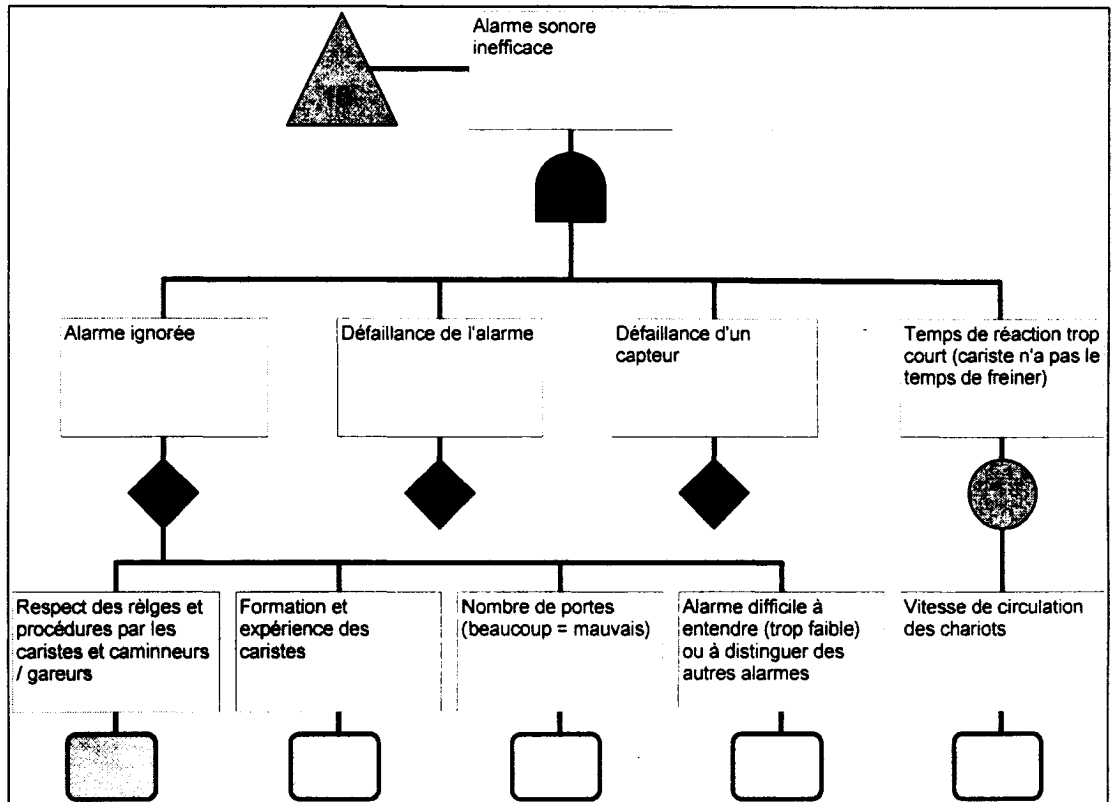 Alarme sonore
inefficace
Alarme ignorée
Défaillance de l'alarme
Défaillance d'un
capteur
Temps de réaction trop
court (cariste n'a pas le
temps de freiner)
Respect des rèlges et
procédures par les
caristes et caminneurs
/ gareurs
Formation et
expérience des
caristes
Nombre de portes
(beaucoup = mauvais)
Alarme difficile à
entendre (trop faible)
ou à distinguer des
autres alarmes
Vitesse de circulation
des chariots